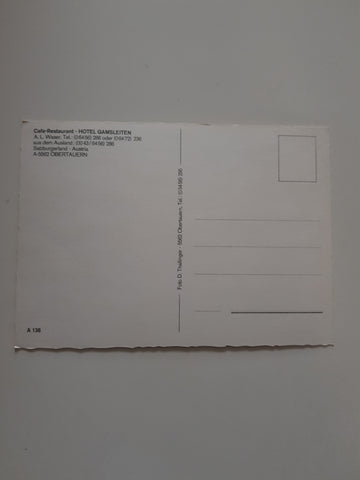 Cafe-Restaurant · HOTEL GAMSLEITEN
A. L. Weser, Tel.: (06456) 286 oder (06472) 236
aus dem Ausland: (0043/6456) 286
Salzburgerland · Austria
A-5562 OBERTAUERN
Foto D. Thallinger · 5562 Obertauern, Tel.: (06456) 295
A 136